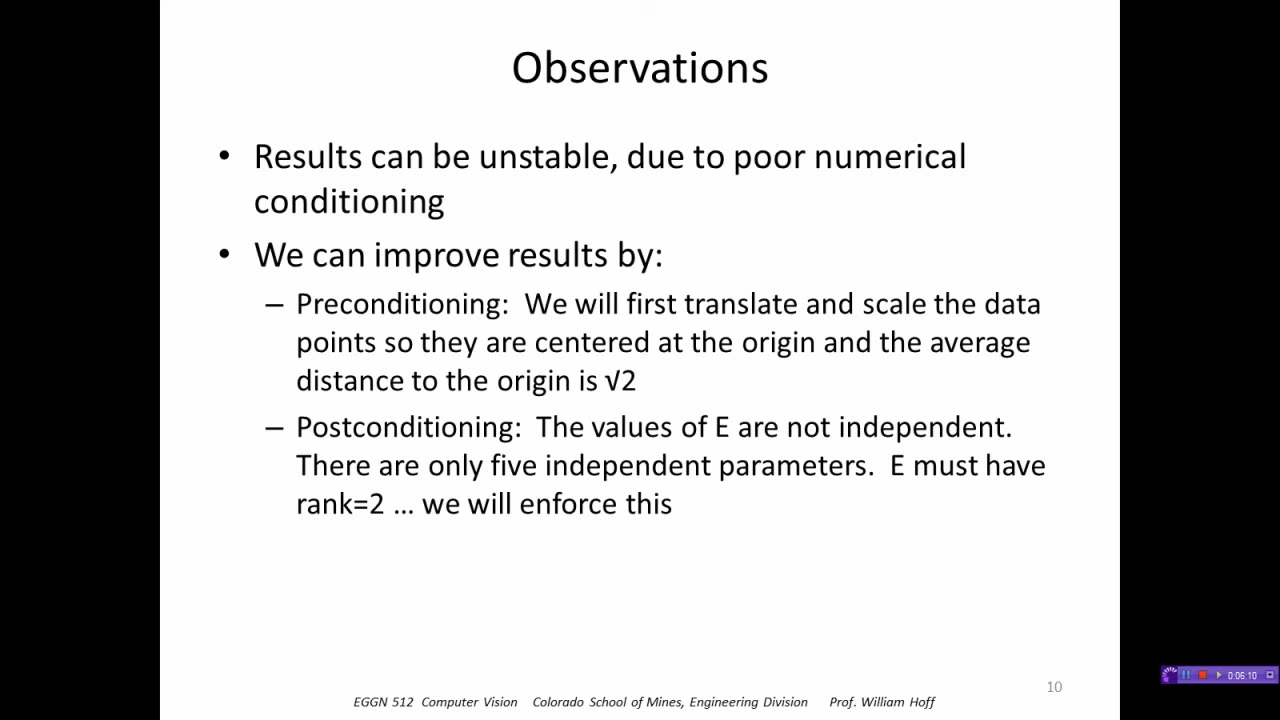 Observations
• Results can be unstable, due to poor numerical
conditioning
• We can improve results by:
– Preconditioning:  We will first translate and scale the data
points so they are centered at the origin and the average
distance to the origin is √2
– Postconditioning:  The values of E are not independent.
There are only five independent parameters.  E must have
rank=2 … we will enforce this
10
0:06:10
EGGN 512  Computer Vision    Colorado School of Mines, Engineering Division    Prof. William Hoff